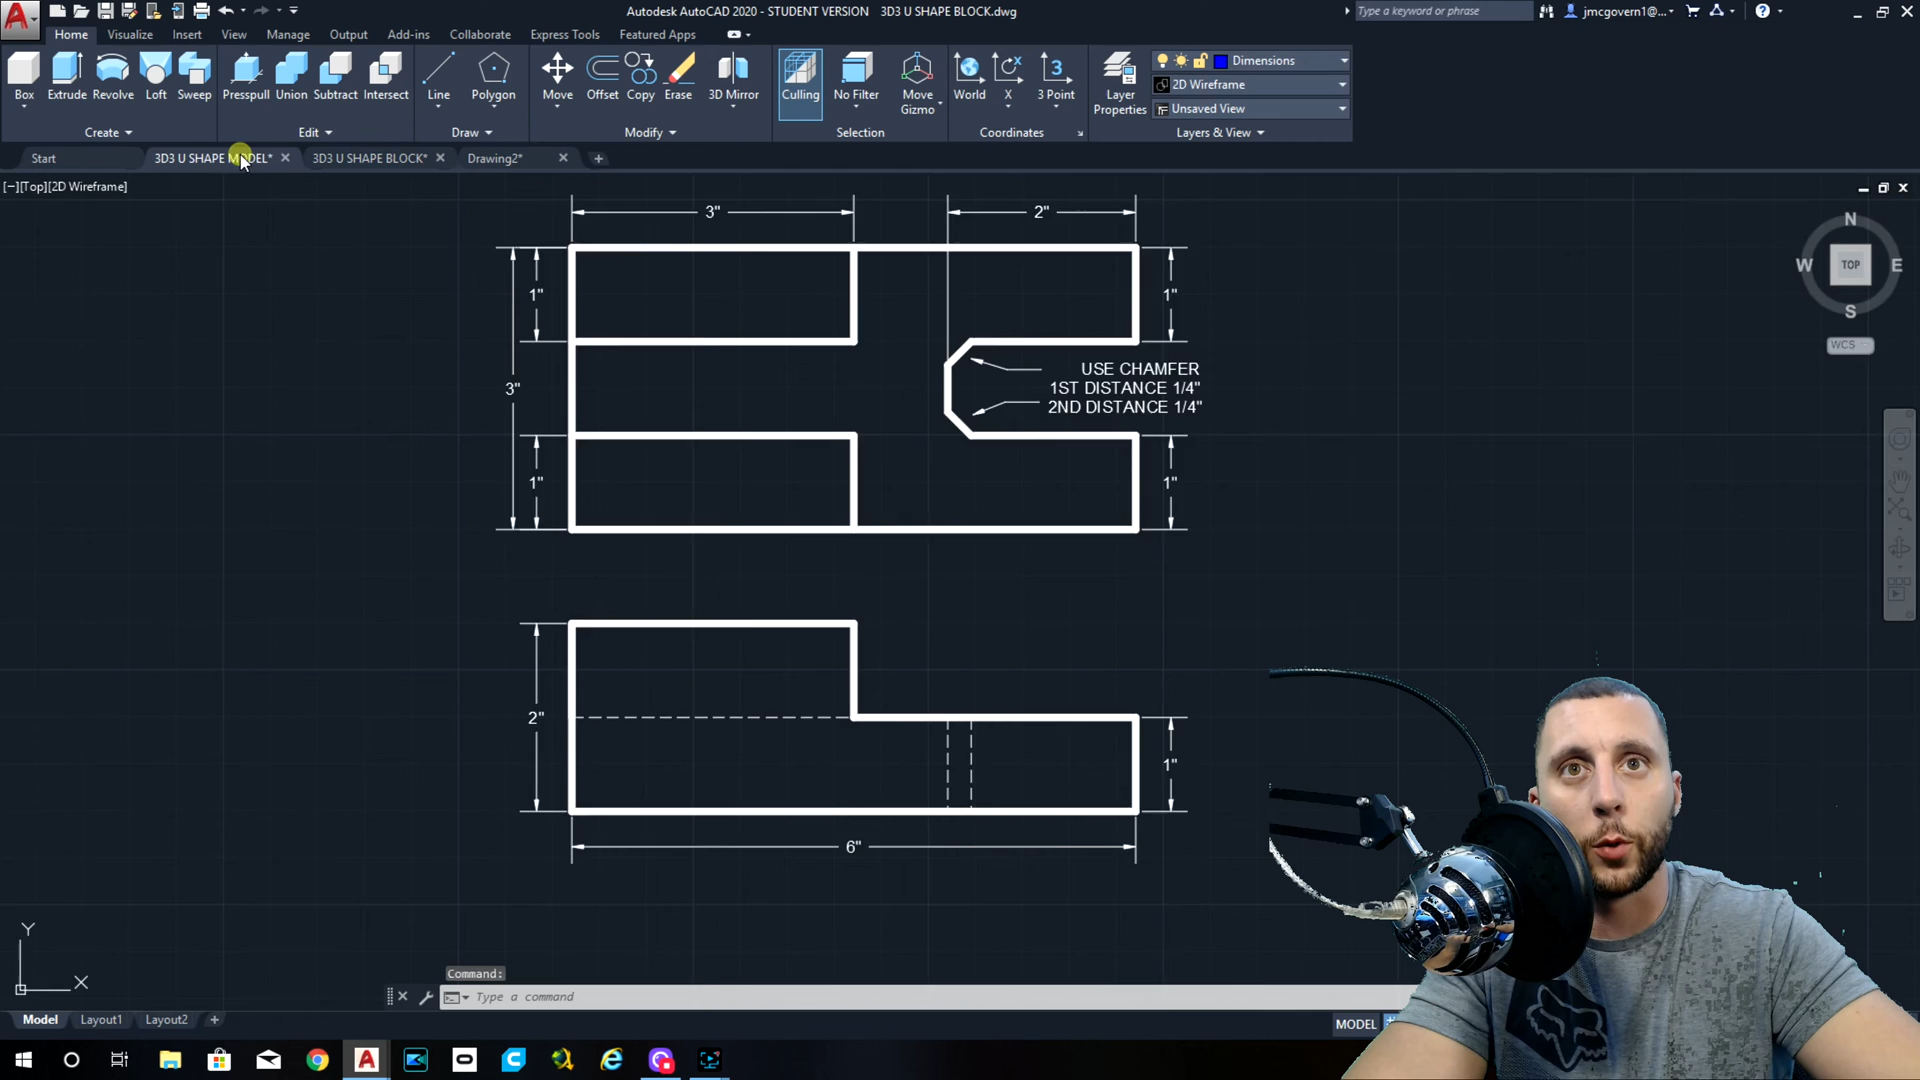 Autodesk AutoCAD 2020 - STUDENT VERSION 3D3 U SHAPE BLOCK.dwg
Type a keyword or phrase
jmcgovern1@...
Home Visualize Insert View Manage Output Add-ins Collaborate Express Tools Featured Apps
Box Revolve Extrude Loft Sweep Presspull Union Subtract Intersect Line Polygon Move Offset Copy Erase 3D Mirror Culling No Filter Move Gizmo World X 3 Point Layer Properties
Dimensions
2D Wireframe
Unsaved View
Create Edit Draw Modify Selection Coordinates Layers & View
Start 3D3 U SHAPE MODEL* 3D3 U SHAPE BLOCK* Drawing2*
[−][Top][2D Wireframe]
3" 2"
N
W TOP E
S
WCS
1" 1"
USE CHAMFER
1ST DISTANCE 1/4"
2ND DISTANCE 1/4"
3"
1" 1"
2"
1"
6"
Y
X
Command:
Type a command
Model Layout1 Layout2
MODEL